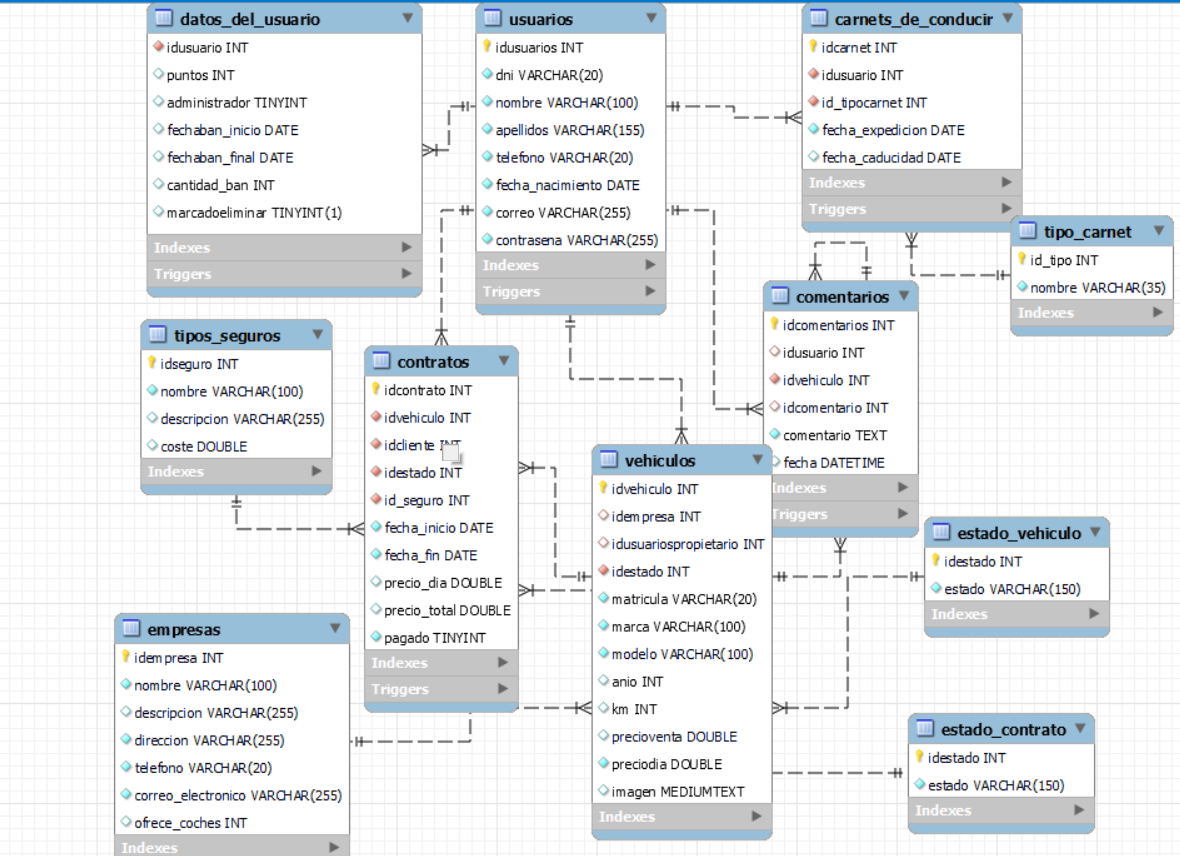 datos_del_usuario
idusuario INT
puntos INT
administrador TINYINT
fechaban_inicio DATE
fechaban_final DATE
cantidad_ban INT
marcadoeliminar TINYINT(1)
Indexes
Triggers
usuarios
idusuarios INT
dni VARCHAR(20)
nombre VARCHAR(100)
apellidos VARCHAR(155)
telefono VARCHAR(20)
fecha_nacimiento DATE
correo VARCHAR(255)
contrasena VARCHAR(255)
Indexes
Triggers
carnets_de_conducir
idcarnet INT
idusuario INT
id_tipocarnet INT
fecha_expedicion DATE
fecha_caducidad DATE
Indexes
Triggers
tipo_carnet
id_tipo INT
nombre VARCHAR(35)
Indexes
comentarios
idcomentarios INT
idusuario INT
idvehiculo INT
idcomentario INT
comentario TEXT
fecha DATETIME
Indexes
Triggers
tipos_seguros
idseguro INT
nombre VARCHAR(100)
descripcion VARCHAR(255)
coste DOUBLE
Indexes
contratos
idcontrato INT
idvehiculo INT
idcliente INT
idestado INT
id_seguro INT
fecha_inicio DATE
fecha_fin DATE
precio_dia DOUBLE
precio_total DOUBLE
pagado TINYINT
Indexes
Triggers
vehiculos
idvehiculo INT
idempresa INT
idusuariospropietario INT
idestado INT
matricula VARCHAR(20)
marca VARCHAR(100)
modelo VARCHAR(100)
anio INT
km INT
precioventa DOUBLE
preciodia DOUBLE
imagen MEDIUMTEXT
Indexes
estado_vehiculo
idestado INT
estado VARCHAR(150)
Indexes
empresas
idempresa INT
nombre VARCHAR(100)
descripcion VARCHAR(255)
direccion VARCHAR(255)
telefono VARCHAR(20)
correo_electronico VARCHAR(255)
ofrece_coches INT
Indexes
estado_contrato
idestado INT
estado VARCHAR(150)
Indexes